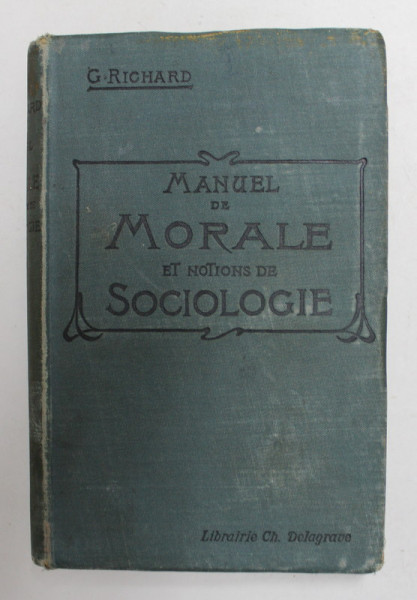 G. RICHARD
MANUEL
DE
MORALE
ET NOTIONS DE
SOCIOLOGIE
Librairie Ch. Delagrave